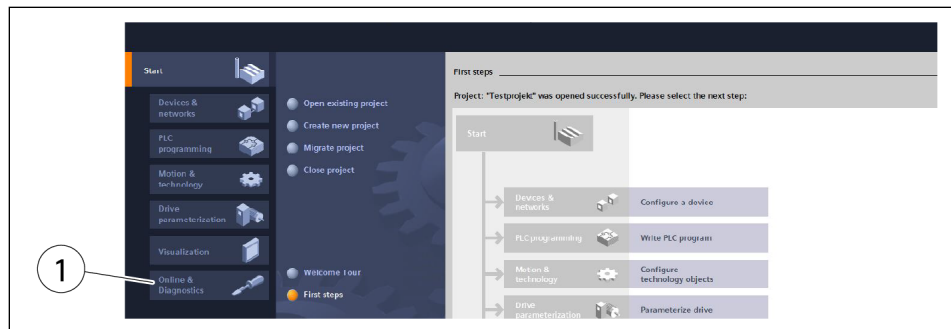 Start
Devices &
networks
PLC
programming
Motion &
technology
Drive
parameterization
Visualization
Online &
Diagnostics
1
Open existing project
Create new project
Migrate project
Close project
Welcome Tour
First steps
First steps
Project: "Testprojekt" was opened successfully. Please select the next step:
Start
Devices &
networks
Configure a device
PLC programming
Write PLC program
Motion &
technology
Configure
technology objects
Drive
parameterization
Parameterize drive